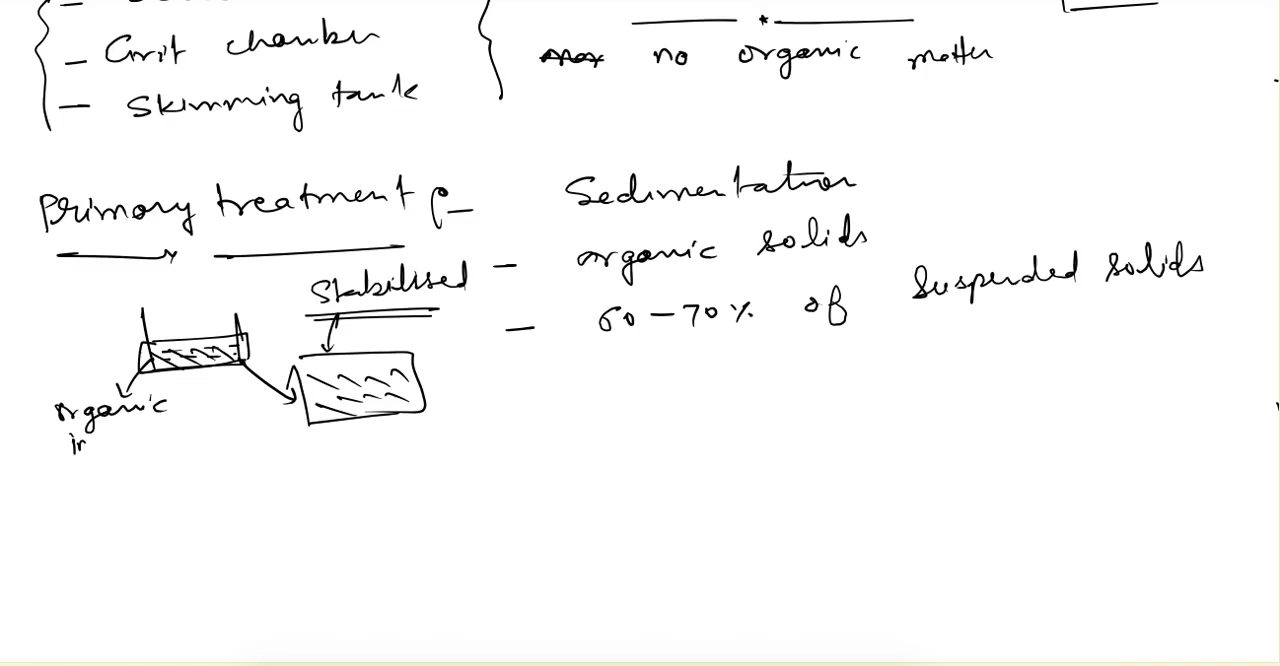 - Grit chamber
- Skimming tank
no organic matter
Primary treatment :- Sedimentation
- organic solids
- 60-70% of suspended solids
Stabilised
organic
in